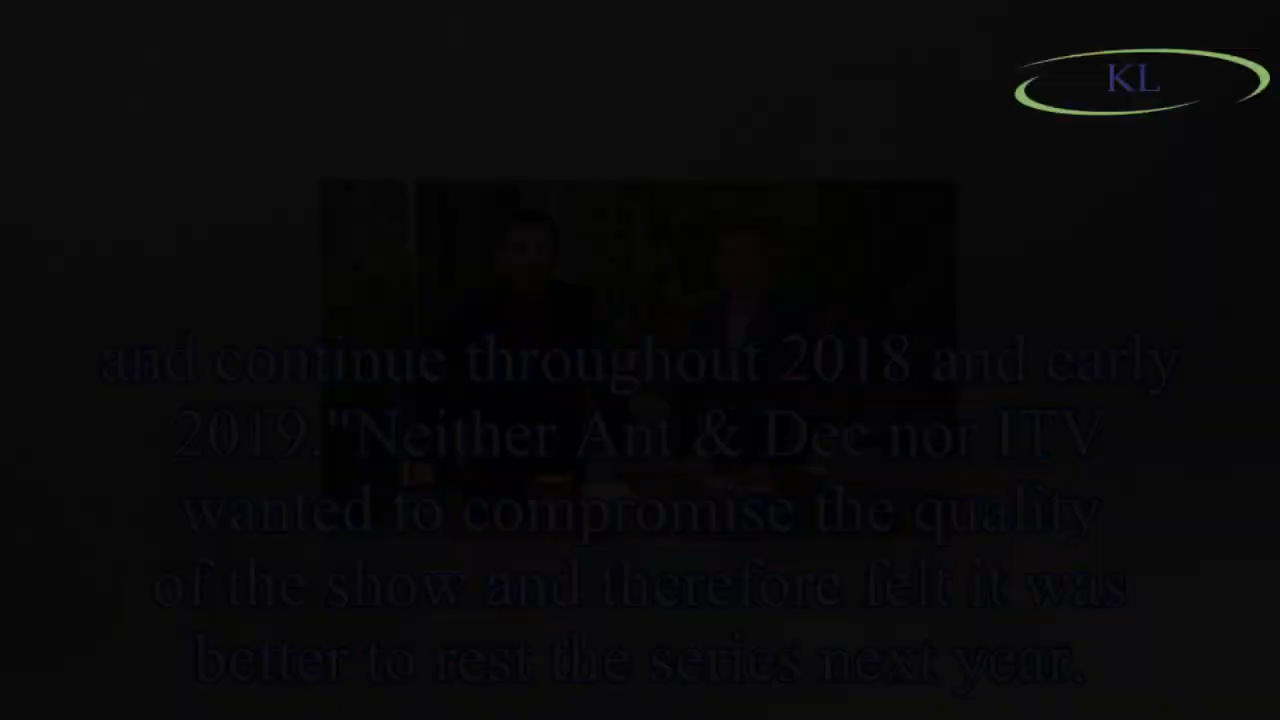 KL
and continue throughout 2018 and early
2019. "Neither Ant & Dec nor ITV
wanted to compromise the quality
of the show and therefore felt it was
better to rest the series next year.